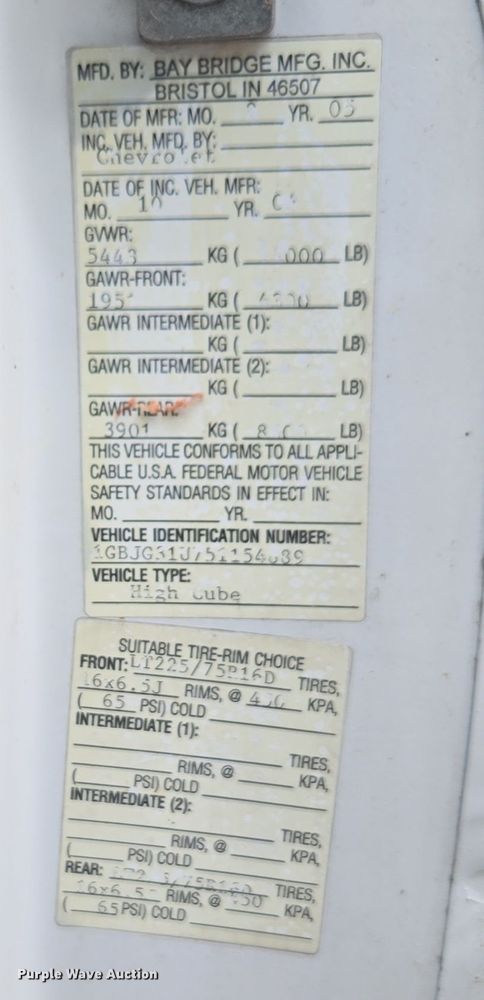 MFD. BY: BAY BRIDGE MFG. INC.
BRISTOL IN 46507
DATE OF MFR: MO. YR. 05
INC. VEH. MFD. BY:
Chevrolet
DATE OF INC. VEH. MFR:
MO. YR.
GVWR:
5443 KG ( LB)
GAWR-FRONT:
KG ( LB)
GAWR INTERMEDIATE (1):
KG ( LB)
GAWR INTERMEDIATE (2):
KG ( LB)
GAWR-REAR:
3901 KG ( LB)
THIS VEHICLE CONFORMS TO ALL APPLI-
CABLE U.S.A. FEDERAL MOTOR VEHICLE
SAFETY STANDARDS IN EFFECT IN:
MO. YR.
VEHICLE IDENTIFICATION NUMBER:
VEHICLE TYPE:
High Cube
SUITABLE TIRE-RIM CHOICE
FRONT: LT225/75R16D TIRES,
16x6.5J RIMS, @ KPA,
( 65 PSI) COLD
INTERMEDIATE (1):
TIRES,
RIMS, @ KPA,
( PSI) COLD
INTERMEDIATE (2):
TIRES,
RIMS, @ KPA,
( PSI) COLD
REAR: TIRES,
RIMS, @ KPA,
( 65 PSI) COLD
Purple Wave Auction